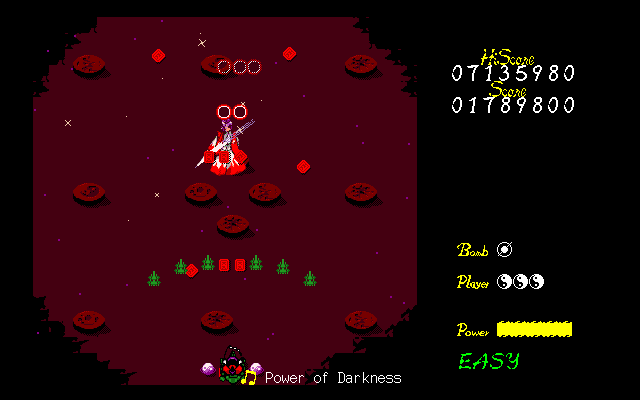 HiScore
07135980
Score
01789800
Bomb
Player
Power
EASY
Power of Darkness